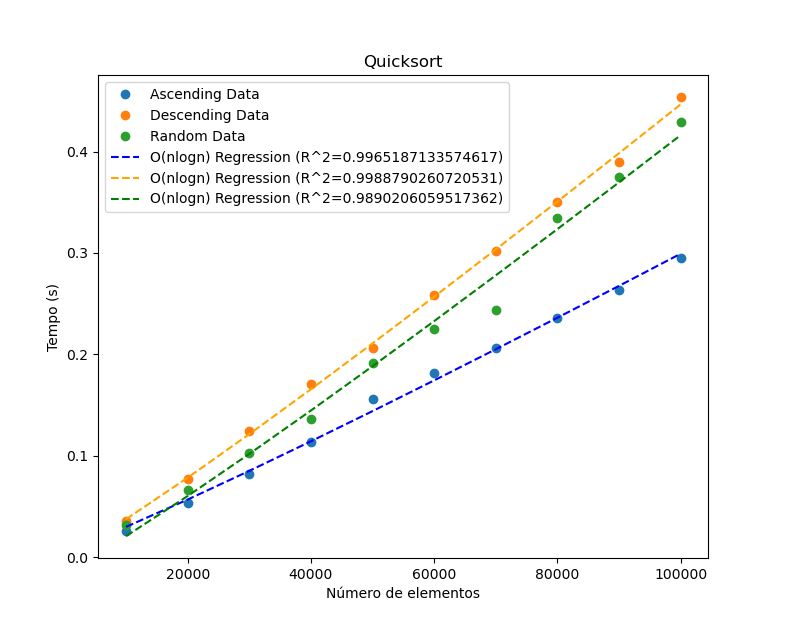 Quicksort
Ascending Data
Descending Data
Random Data
O(nlogn) Regression (R^2=0.9965187133574617)
O(nlogn) Regression (R^2=0.9988790260720531)
O(nlogn) Regression (R^2=0.9890206059517362)
Tempo (s)
0.4
0.3
0.2
0.1
0.0
20000 40000 60000 80000 100000
Número de elementos